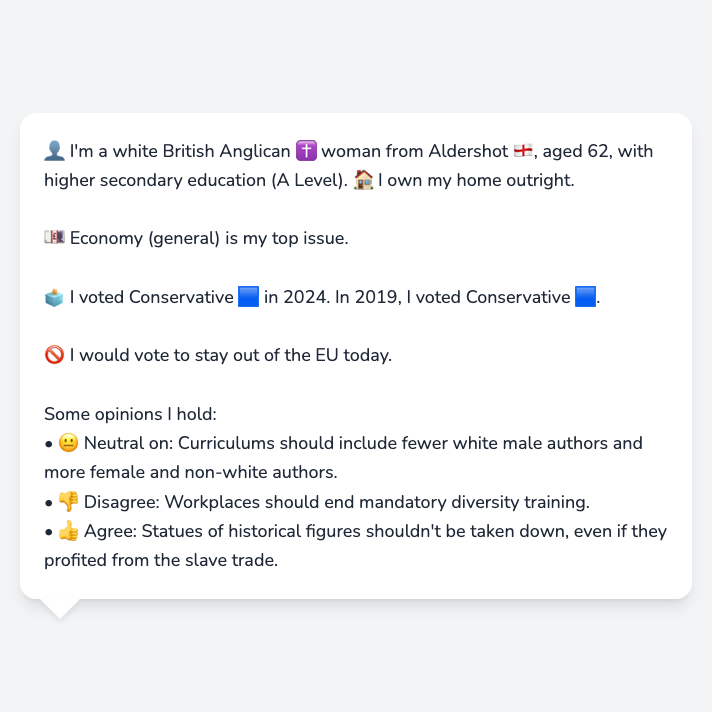 👤 I'm a white British Anglican ✝️ woman from Aldershot 🏴󠁧󠁢󠁥󠁮󠁧󠁿, aged 62, with
higher secondary education (A Level). 🏠 I own my home outright.
💷 Economy (general) is my top issue.
🗳️ I voted Conservative 🟦 in 2024. In 2019, I voted Conservative 🟦.
🚫 I would vote to stay out of the EU today.
Some opinions I hold:
• 😐 Neutral on: Curriculums should include fewer white male authors and
more female and non-white authors.
• 👎 Disagree: Workplaces should end mandatory diversity training.
• 👍 Agree: Statues of historical figures shouldn't be taken down, even if they
profited from the slave trade.